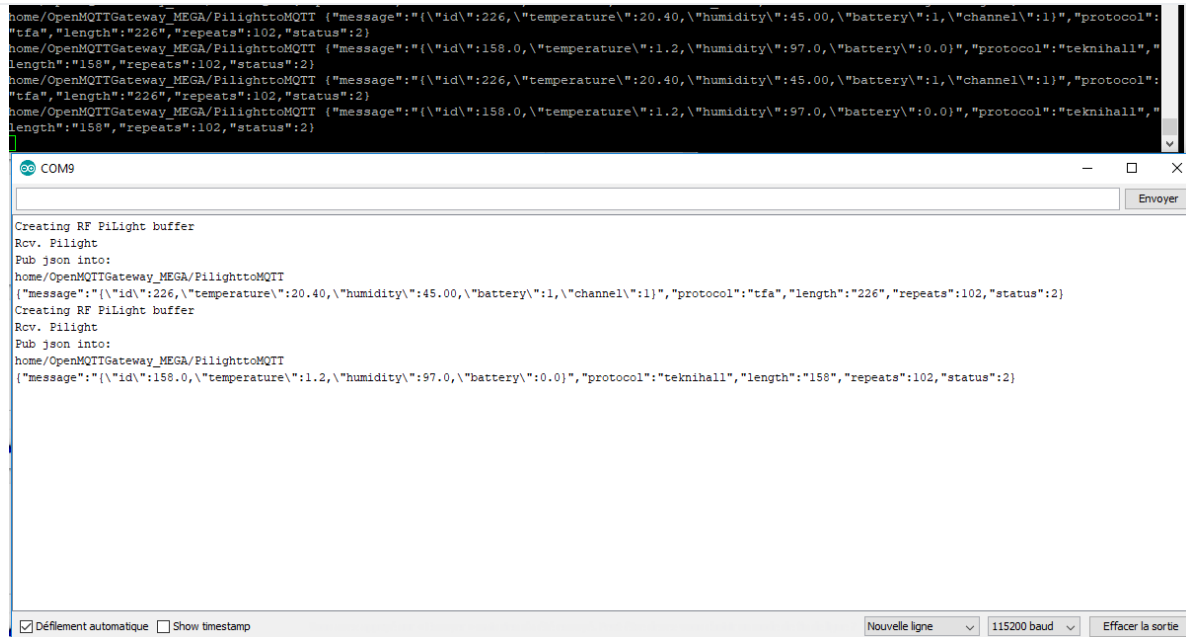 home/OpenMQTTGateway_MEGA/PilighttoMQTT {"message":"{\"id\":226,\"temperature\":20.40,\"humidity\":45.00,\"battery\":1,\"channel\":1}","protocol":
"tfa","length":"226","repeats":102,"status":2}
home/OpenMQTTGateway_MEGA/PilighttoMQTT {"message":"{\"id\":158.0,\"temperature\":1.2,\"humidity\":97.0,\"battery\":0.0}","protocol":"teknihall","
length":"158","repeats":102,"status":2}
home/OpenMQTTGateway_MEGA/PilighttoMQTT {"message":"{\"id\":226,\"temperature\":20.40,\"humidity\":45.00,\"battery\":1,\"channel\":1}","protocol":
"tfa","length":"226","repeats":102,"status":2}
home/OpenMQTTGateway_MEGA/PilighttoMQTT {"message":"{\"id\":158.0,\"temperature\":1.2,\"humidity\":97.0,\"battery\":0.0}","protocol":"teknihall","
length":"158","repeats":102,"status":2}
COM9
Envoyer
Creating RF PiLight buffer
Rcv. Pilight
Pub json into:
home/OpenMQTTGateway_MEGA/PilighttoMQTT
{"message":"{\"id\":226,\"temperature\":20.40,\"humidity\":45.00,\"battery\":1,\"channel\":1}","protocol":"tfa","length":"226","repeats":102,"status":2}
Creating RF PiLight buffer
Rcv. Pilight
Pub json into:
home/OpenMQTTGateway_MEGA/PilighttoMQTT
{"message":"{\"id\":158.0,\"temperature\":1.2,\"humidity\":97.0,\"battery\":0.0}","protocol":"teknihall","length":"158","repeats":102,"status":2}
Défilement automatique Show timestamp Nouvelle ligne 115200 baud Effacer la sortie